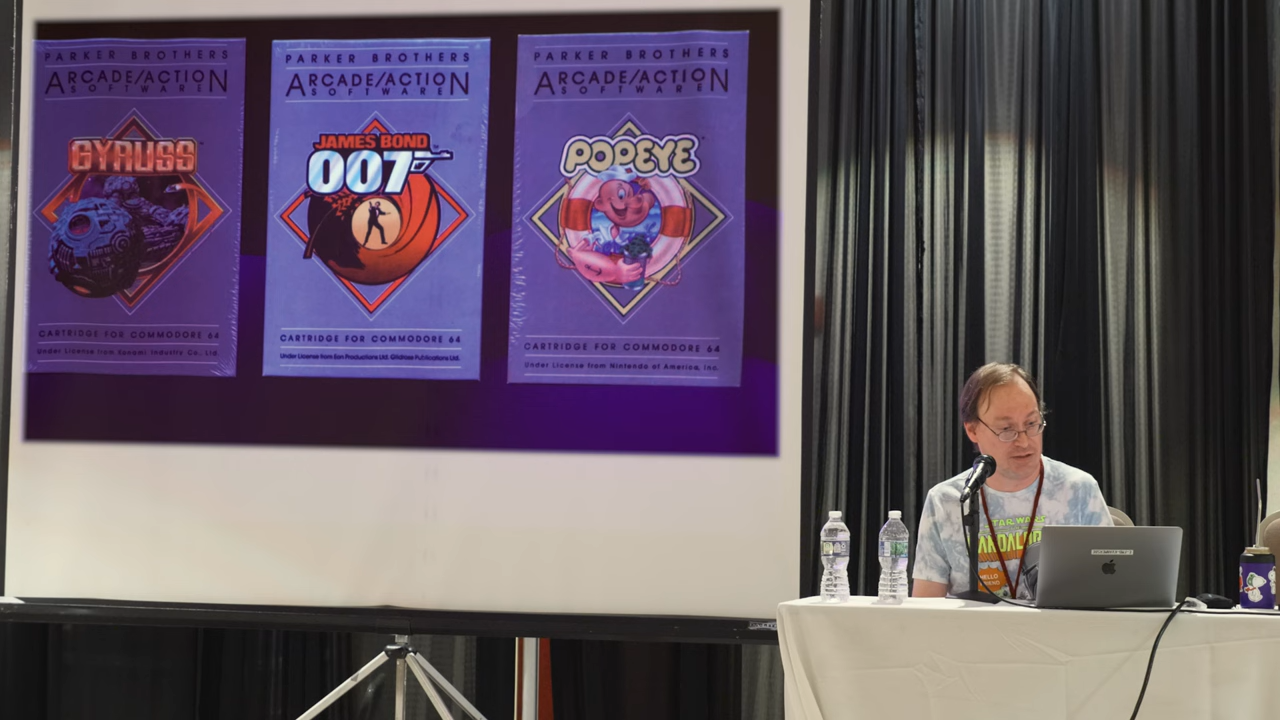 PARKER BROTHERS
ARCADE/ACTION
SOFTWARE
GYRUSS
CARTRIDGE FOR COMMODORE 64
Under License from Konami Industry Co., Ltd.
PARKER BROTHERS
ARCADE/ACTION
SOFTWARE
JAMES BOND
007
CARTRIDGE FOR COMMODORE 64
Under License from Eon Productions Ltd. Glidrose Publications Ltd.
PARKER BROTHERS
ARCADE/ACTION
SOFTWARE
POPEYE
CARTRIDGE FOR COMMODORE 64
Under License from Nintendo of America, Inc.
STAR WARS
HELLO